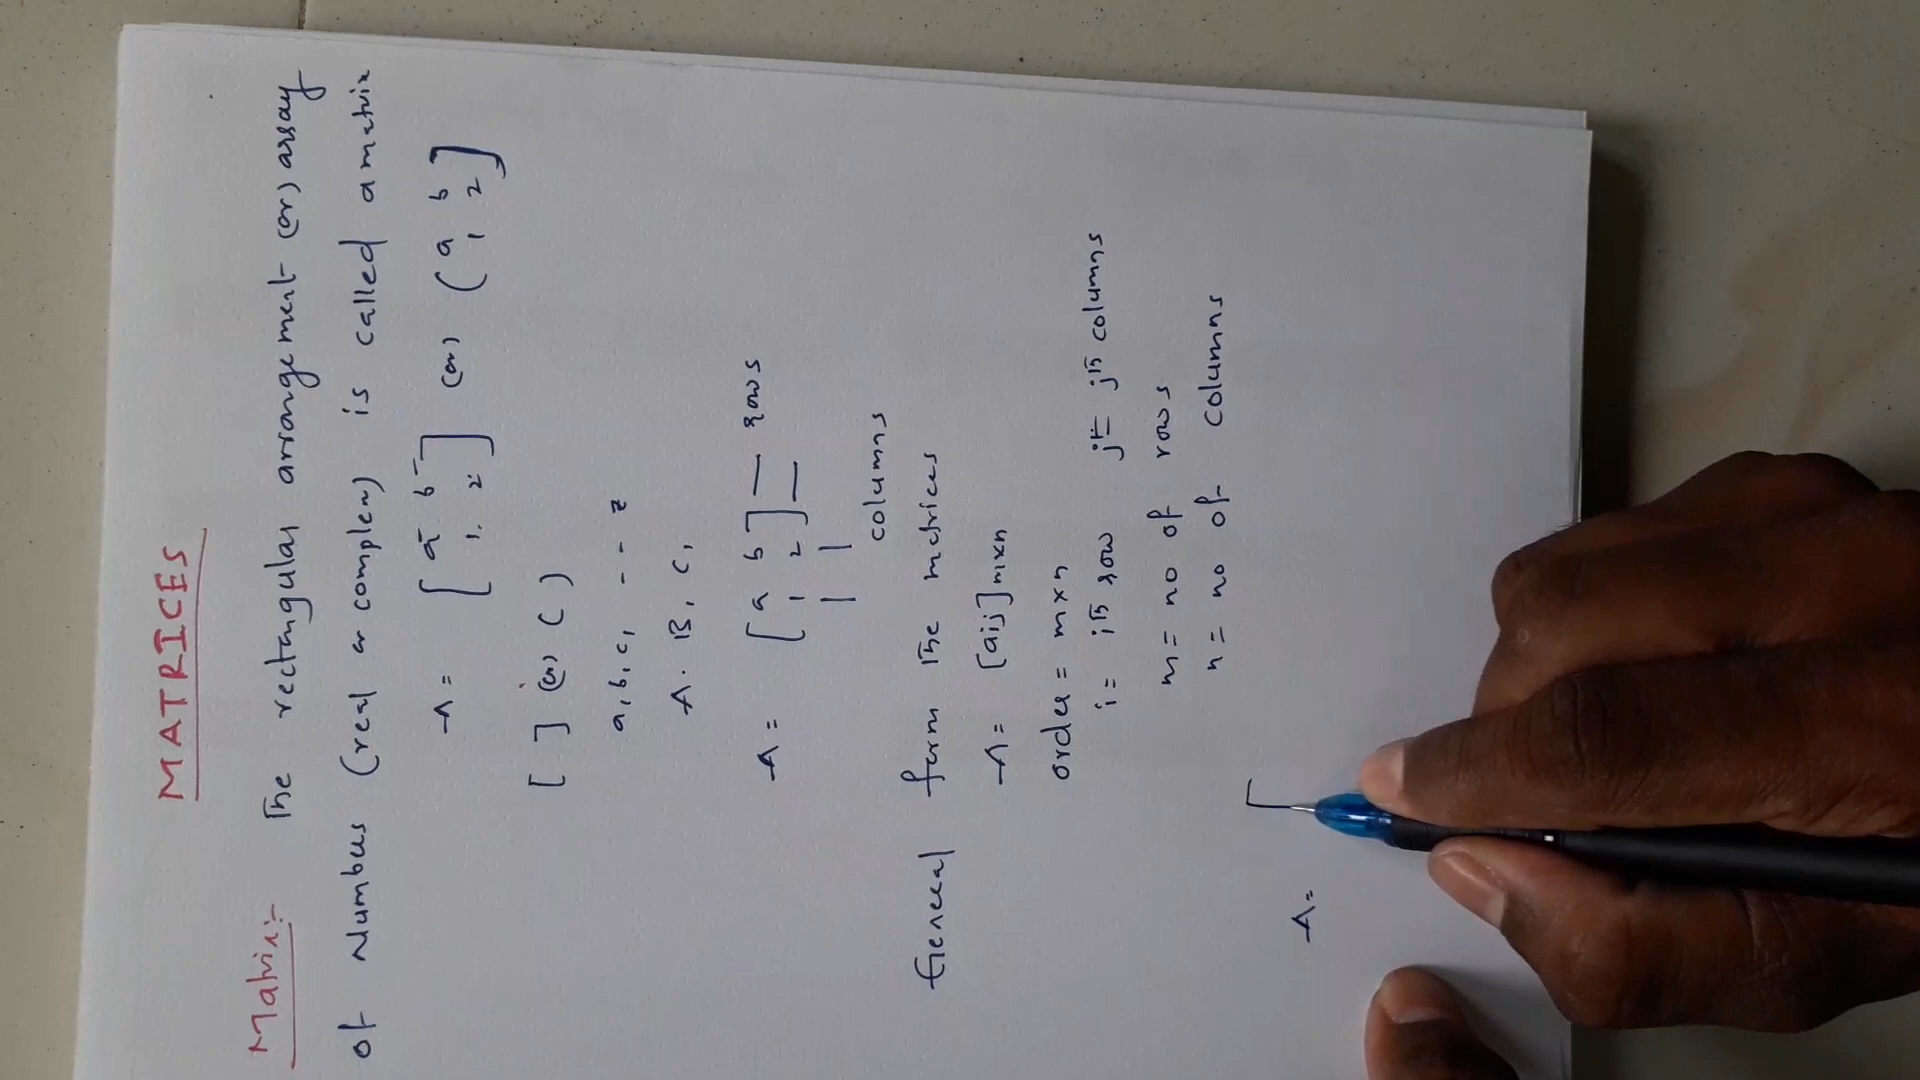 MATRICES
Matrix:- The rectangular arrangement (or) array
of Numbers (real or complex) is called a matrix
A = [ a b
1, 2 ] (or) ( a b
1 2 ]
[ ] (or) ( )
a, b, c, - - z
A. B, C,
A = [ a b
1 2 ] — rows
columns
General form The matrices
A = [aij]mxn
order = m×n
i = ith row jth = jth columns
m = no of rows
n = no of columns
A = [